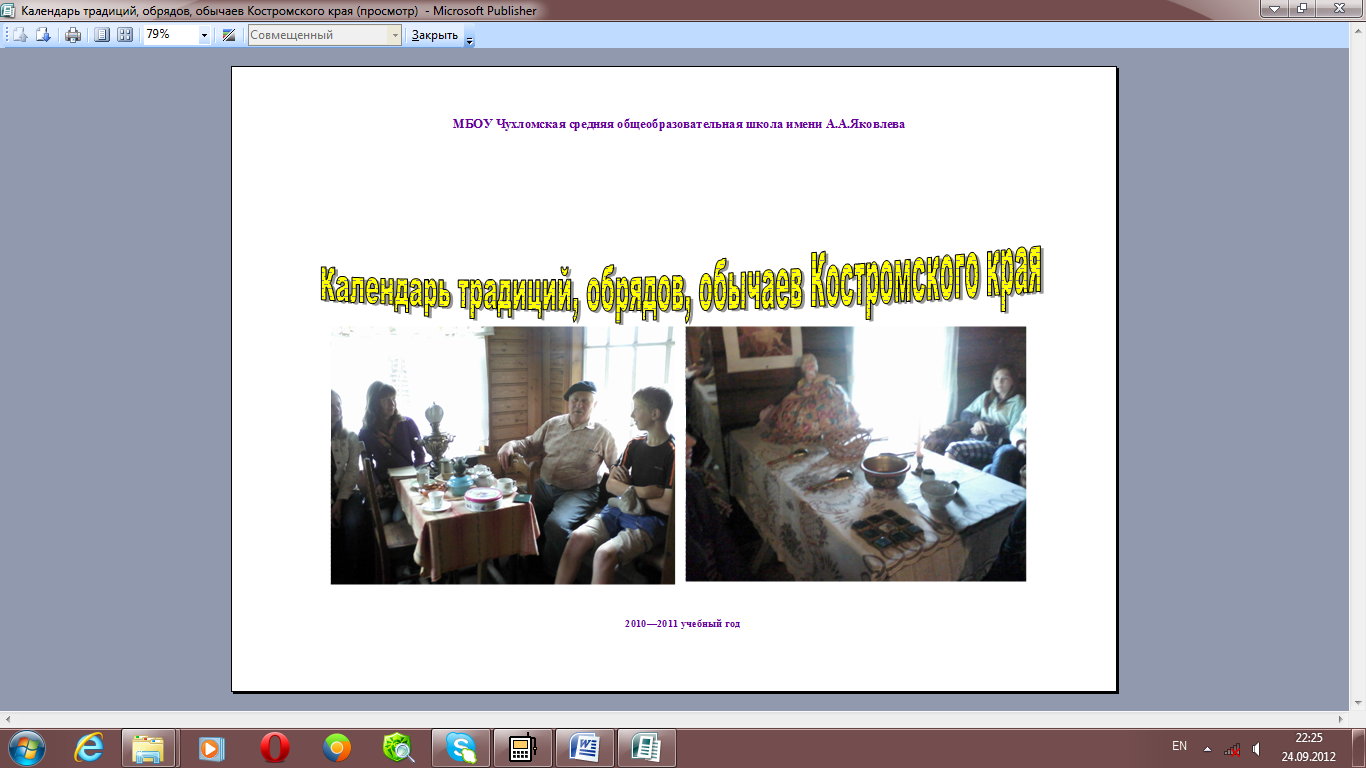 Календарь традиций, обрядов, обычаев Костромского края (просмотр) - Microsoft Publisher
79%
Совмещенный
Закрыть
МБОУ Чухломская средняя общеобразовательная школа имени А.А.Яковлева
Календарь традиций, обрядов, обычаев Костромского края
2010—2011 учебный год
EN
22:25
24.09.2012